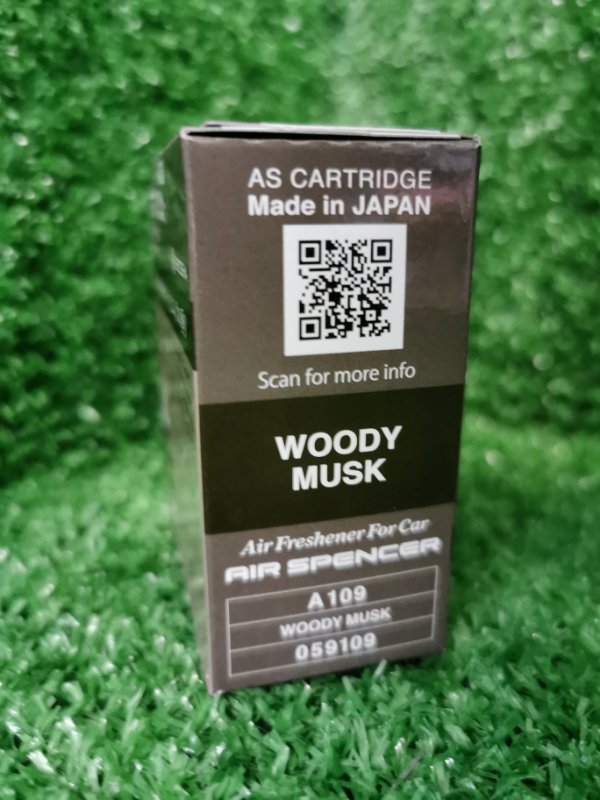 AS CARTRIDGE
Made in JAPAN
Scan for more info
WOODY
MUSK
Air Freshener For Car
AIR SPENCER
A109
WOODY MUSK
059109